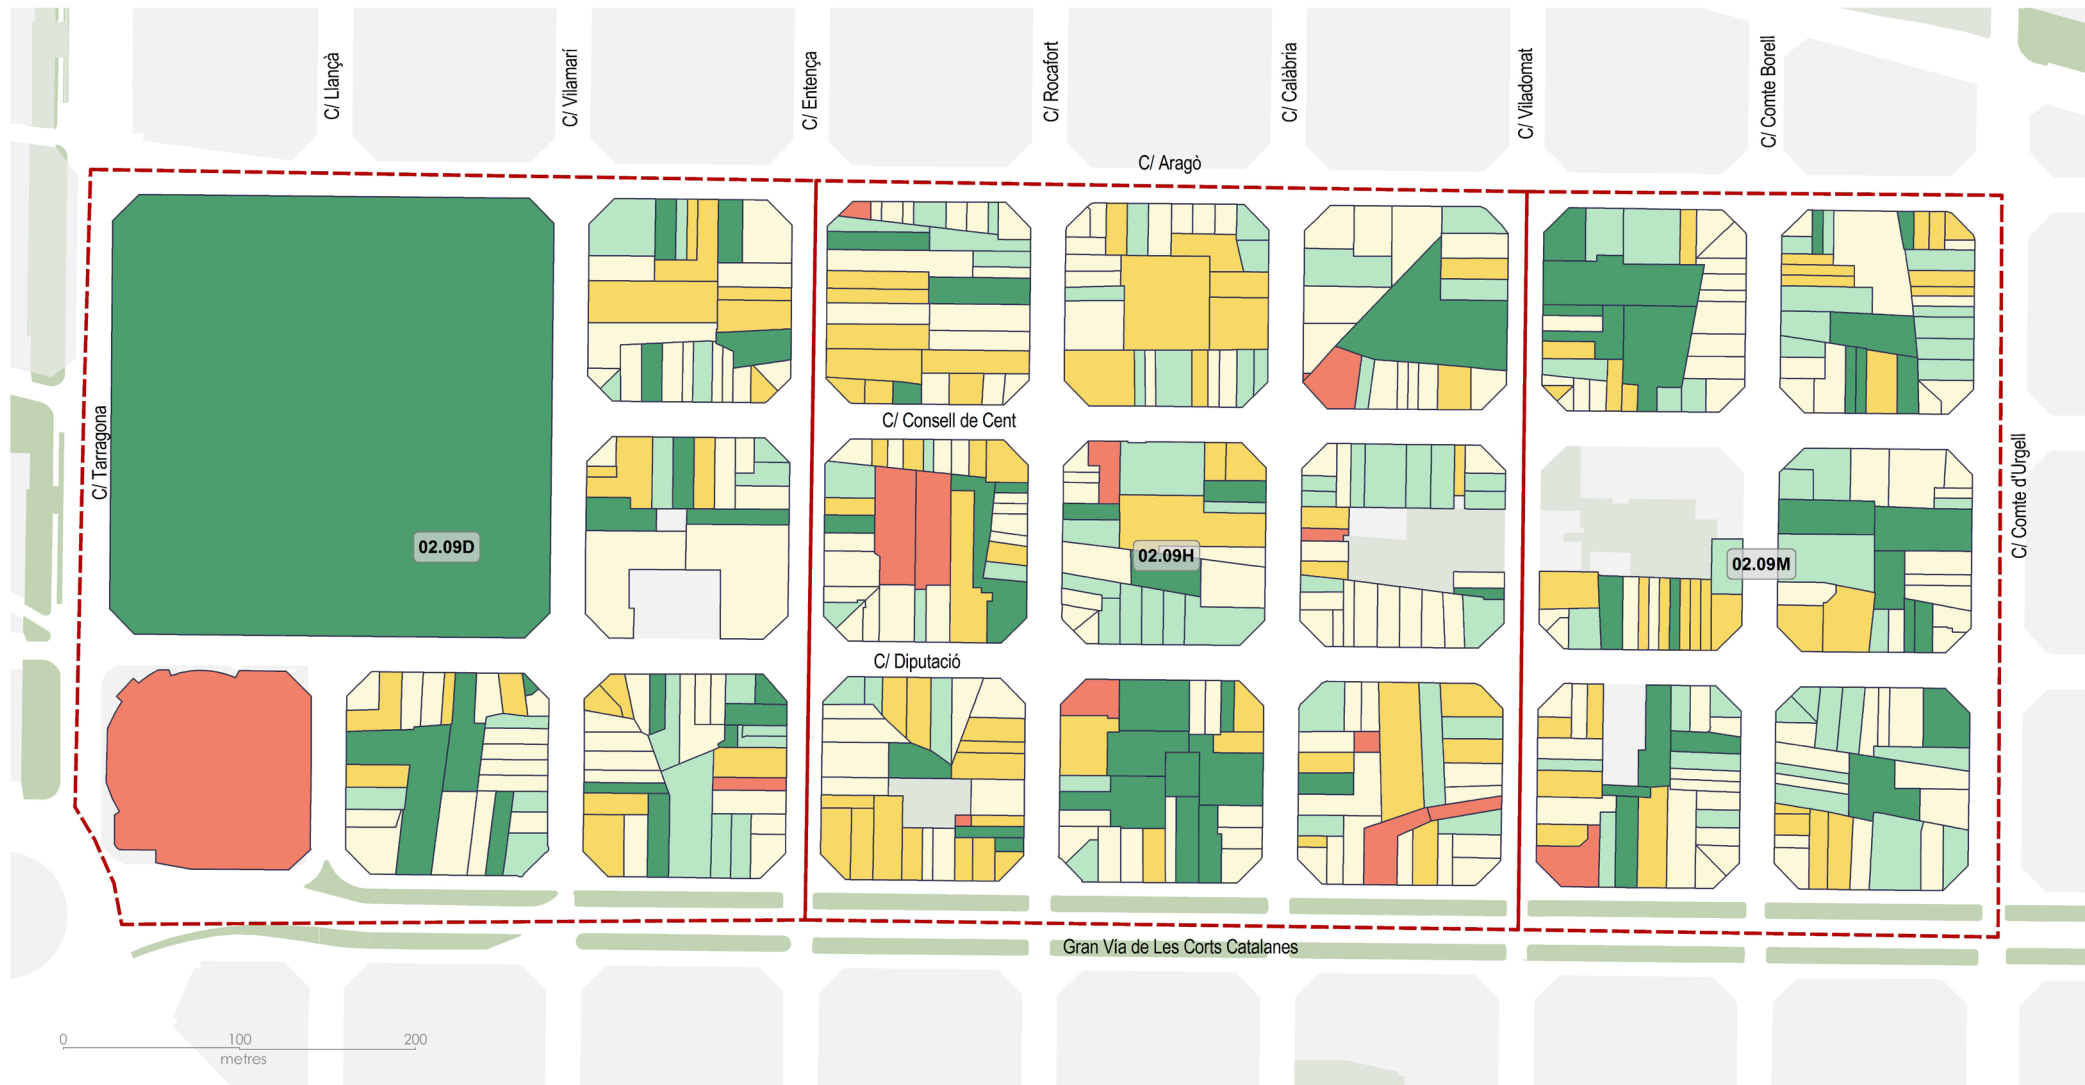 C/ Llançà
C/ Vilamarí
C/ Entença
C/ Rocafort
C/ Calàbria
C/ Viladomat
C/ Comte Borell
C/ Aragò
C/ Tarragona
C/ Consell de Cent
C/ Comte d'Urgell
02.09D
02.09H
02.09M
C/ Diputació
Gran Vía de Les Corts Catalanes
0 100 200
metres